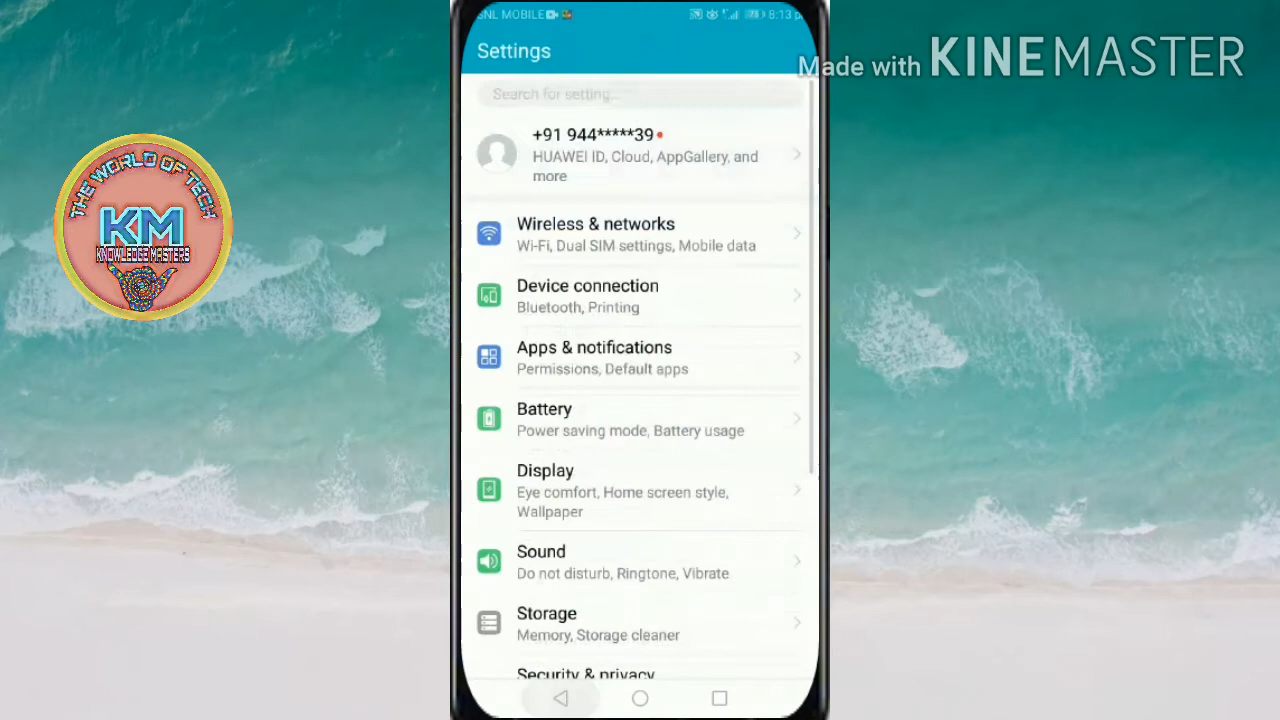 SNL MOBILE
8:13 p
Settings
Made with KINEMASTER
Search for setting...
+91 944*****39
HUAWEI ID, Cloud, AppGallery, and
more
THE WORLD OF TECH
KM
KNOWLEDGE MASTERS
Wireless & networks
Wi-Fi, Dual SIM settings, Mobile data
Device connection
Bluetooth, Printing
Apps & notifications
Permissions, Default apps
Battery
Power saving mode, Battery usage
Display
Eye comfort, Home screen style,
Wallpaper
Sound
Do not disturb, Ringtone, Vibrate
Storage
Memory, Storage cleaner
Security & privacy